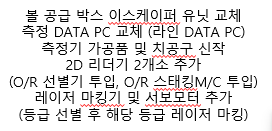 볼 공급 박스 이스케이퍼 유닛 교체
측정 DATA PC 교체 (라인 DATA PC)
측정기 가공품 및 치공구 신작
2D 리더기 2개소 추가
(O/R 선별기 투입, O/R 스태킹M/C 투입)
레이저 마킹기 및 서보모터 추가
(등급 선별 후 해당 등급 레이저 마킹)